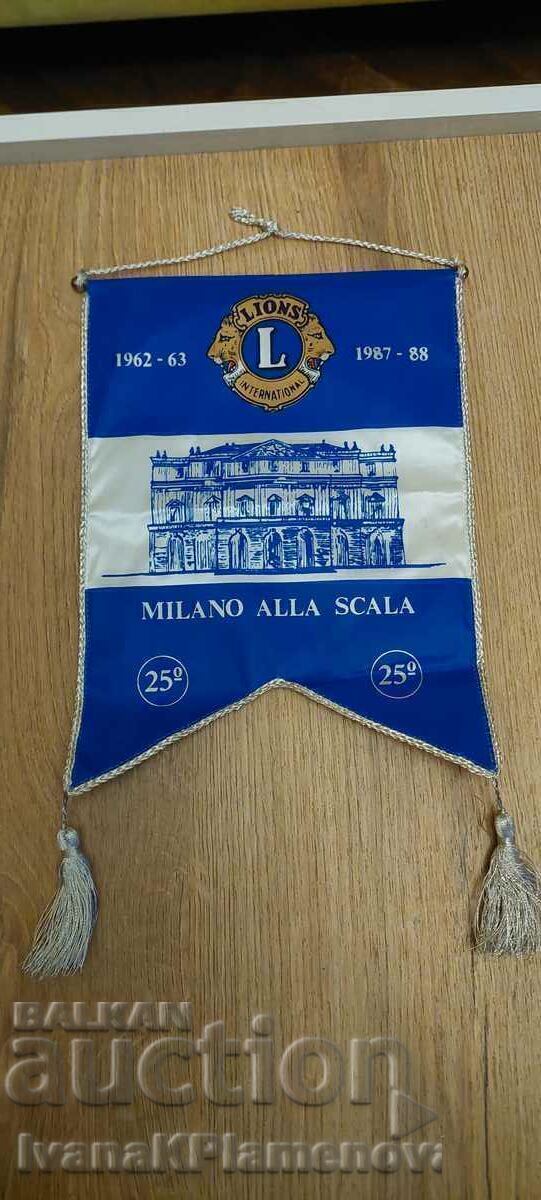 LIONS
L
INTERNATIONAL
1962 - 63
1987 - 88
MILANO ALLA SCALA
25º
25º
BALKAN
auction
IvanaKPlamenova